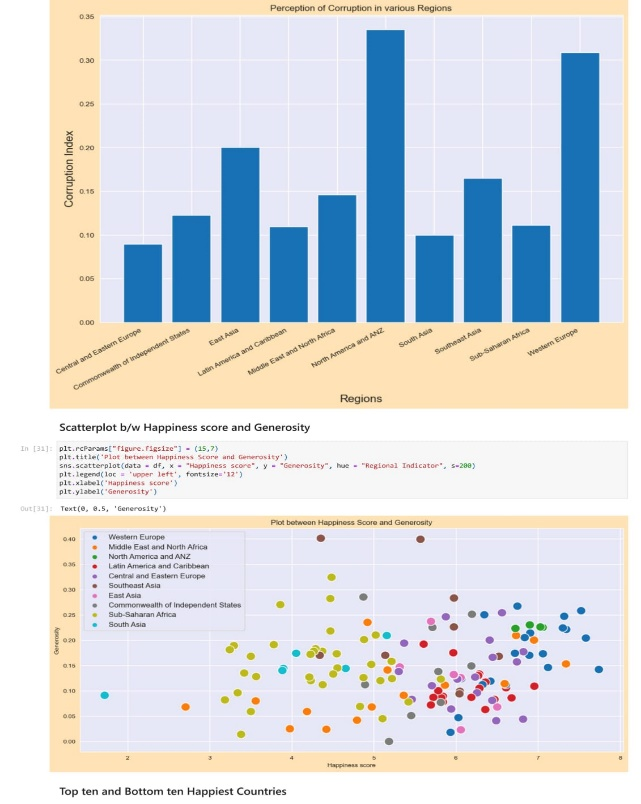 Perception of Corruption in various Regions
0.35
0.30
0.25
0.20
0.15
0.10
0.05
0.00
Corruption Index
Central and Eastern Europe
Commonwealth of Independent States
East Asia
Latin America and Caribbean
Middle East and North Africa
North America and ANZ
South Asia
Southeast Asia
Sub-Saharan Africa
Western Europe
Regions
Scatterplot b/w Happiness score and Generosity
In [31]: plt.rcParams["figure.figsize"] = (15,7)
plt.title('Plot between Happiness Score and Generosity')
sns.scatterplot(data = df, x = "Happiness score", y = "Generosity", hue = "Regional Indicator", s=200)
plt.legend(loc = 'upper left', fontsize='12')
plt.xlabel('Happiness score')
plt.ylabel('Generosity')
Out[31]: Text(0, 0.5, 'Generosity')
Plot between Happiness Score and Generosity
0.40
0.35
0.30
0.25
0.20
0.15
0.10
0.05
0.00
Generosity
Western Europe
Middle East and North Africa
North America and ANZ
Latin America and Caribbean
Central and Eastern Europe
Southeast Asia
East Asia
Commonwealth of Independent States
Sub-Saharan Africa
South Asia
2 3 4 5 6 7 8
Happiness score
Top ten and Bottom ten Happiest Countries